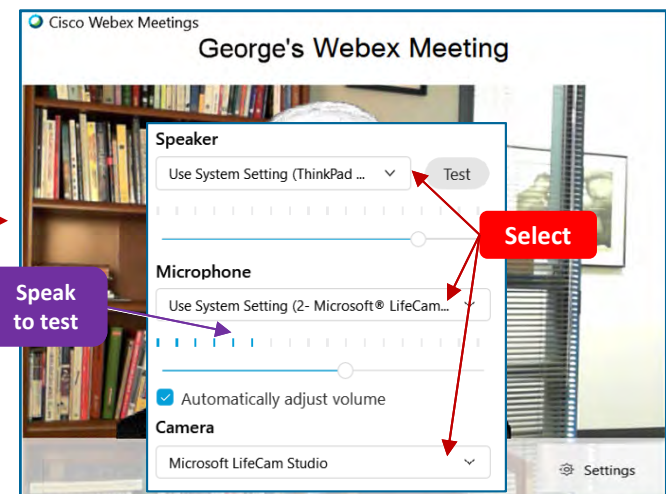 Cisco Webex Meetings
George's Webex Meeting
Speaker
Use System Setting (ThinkPad ...
Test
Select
Microphone
Speak
to test
Use System Setting (2- Microsoft® LifeCam...
Automatically adjust volume
Camera
Microsoft LifeCam Studio
Settings